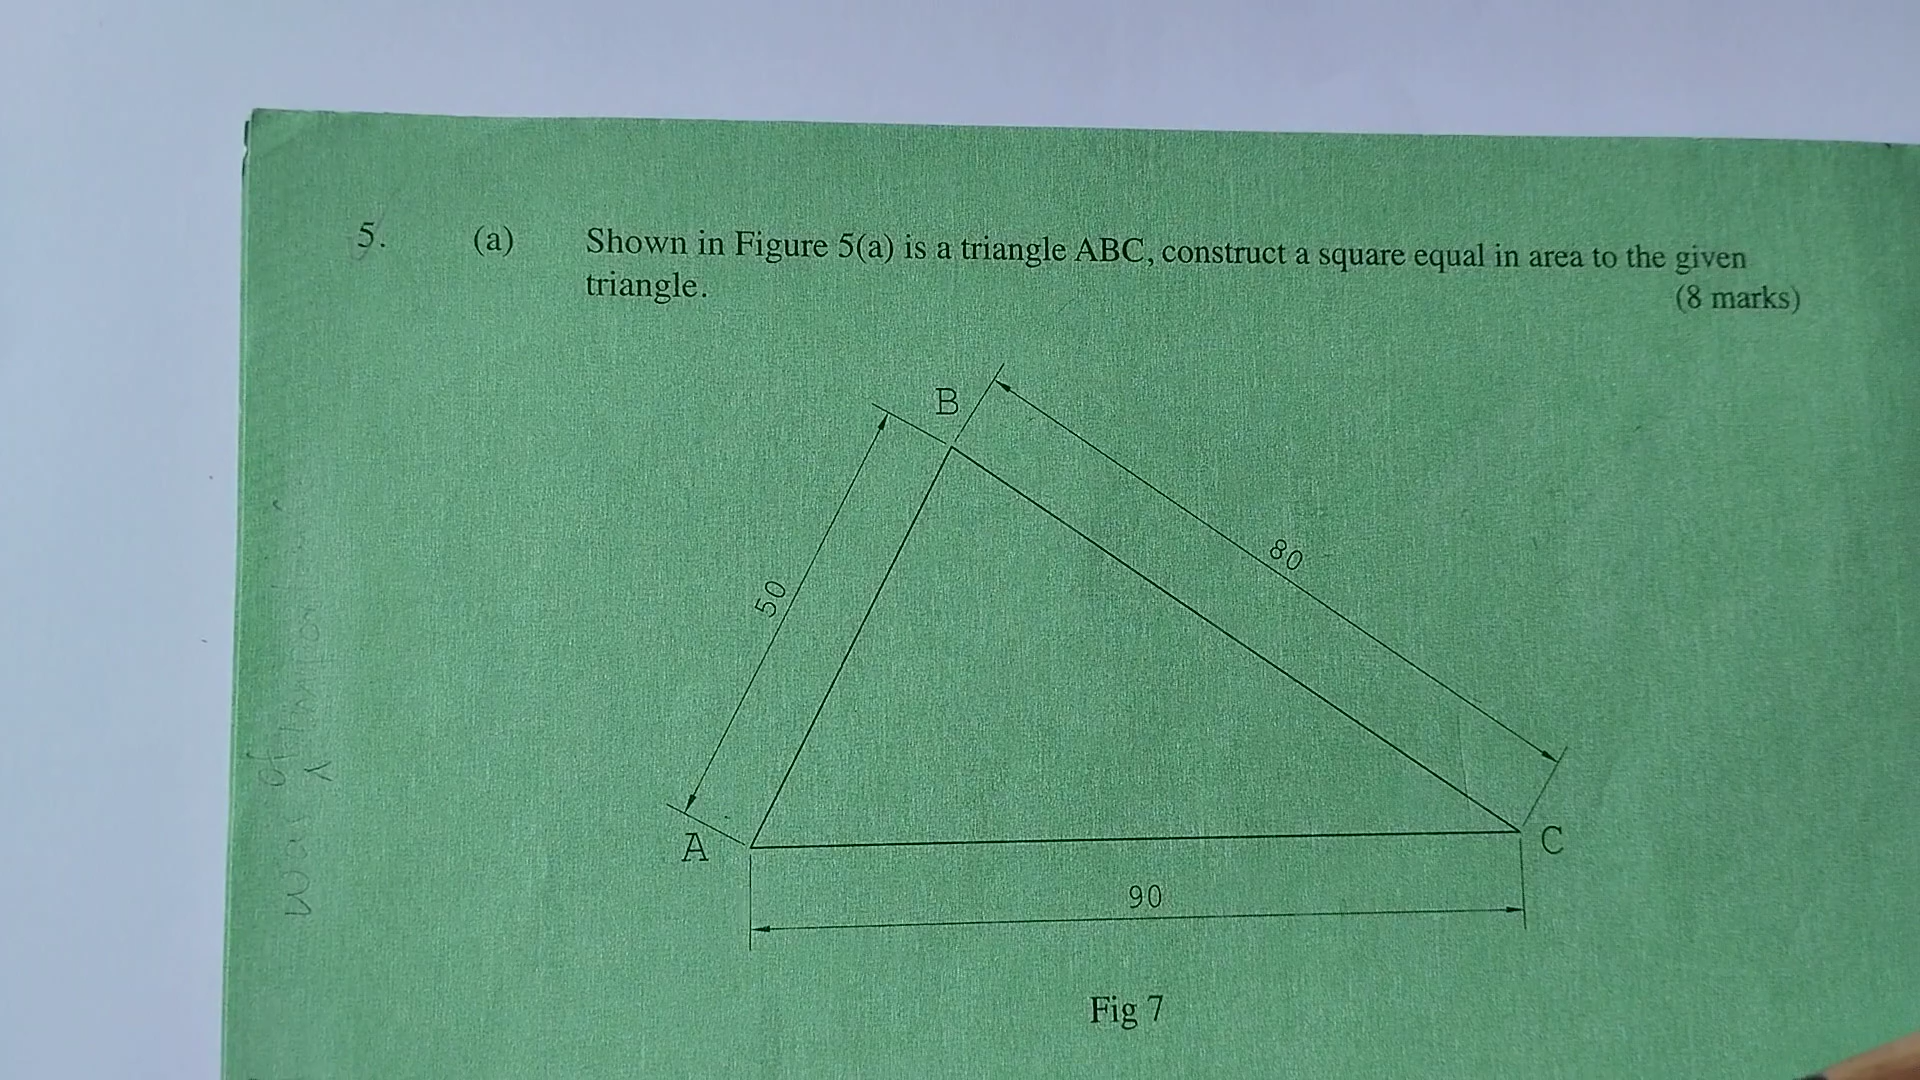 5. (a) Shown in Figure 5(a) is a triangle ABC, construct a square equal in area to the given
triangle. (8 marks)
B
80
50
A
C
90
Fig 7